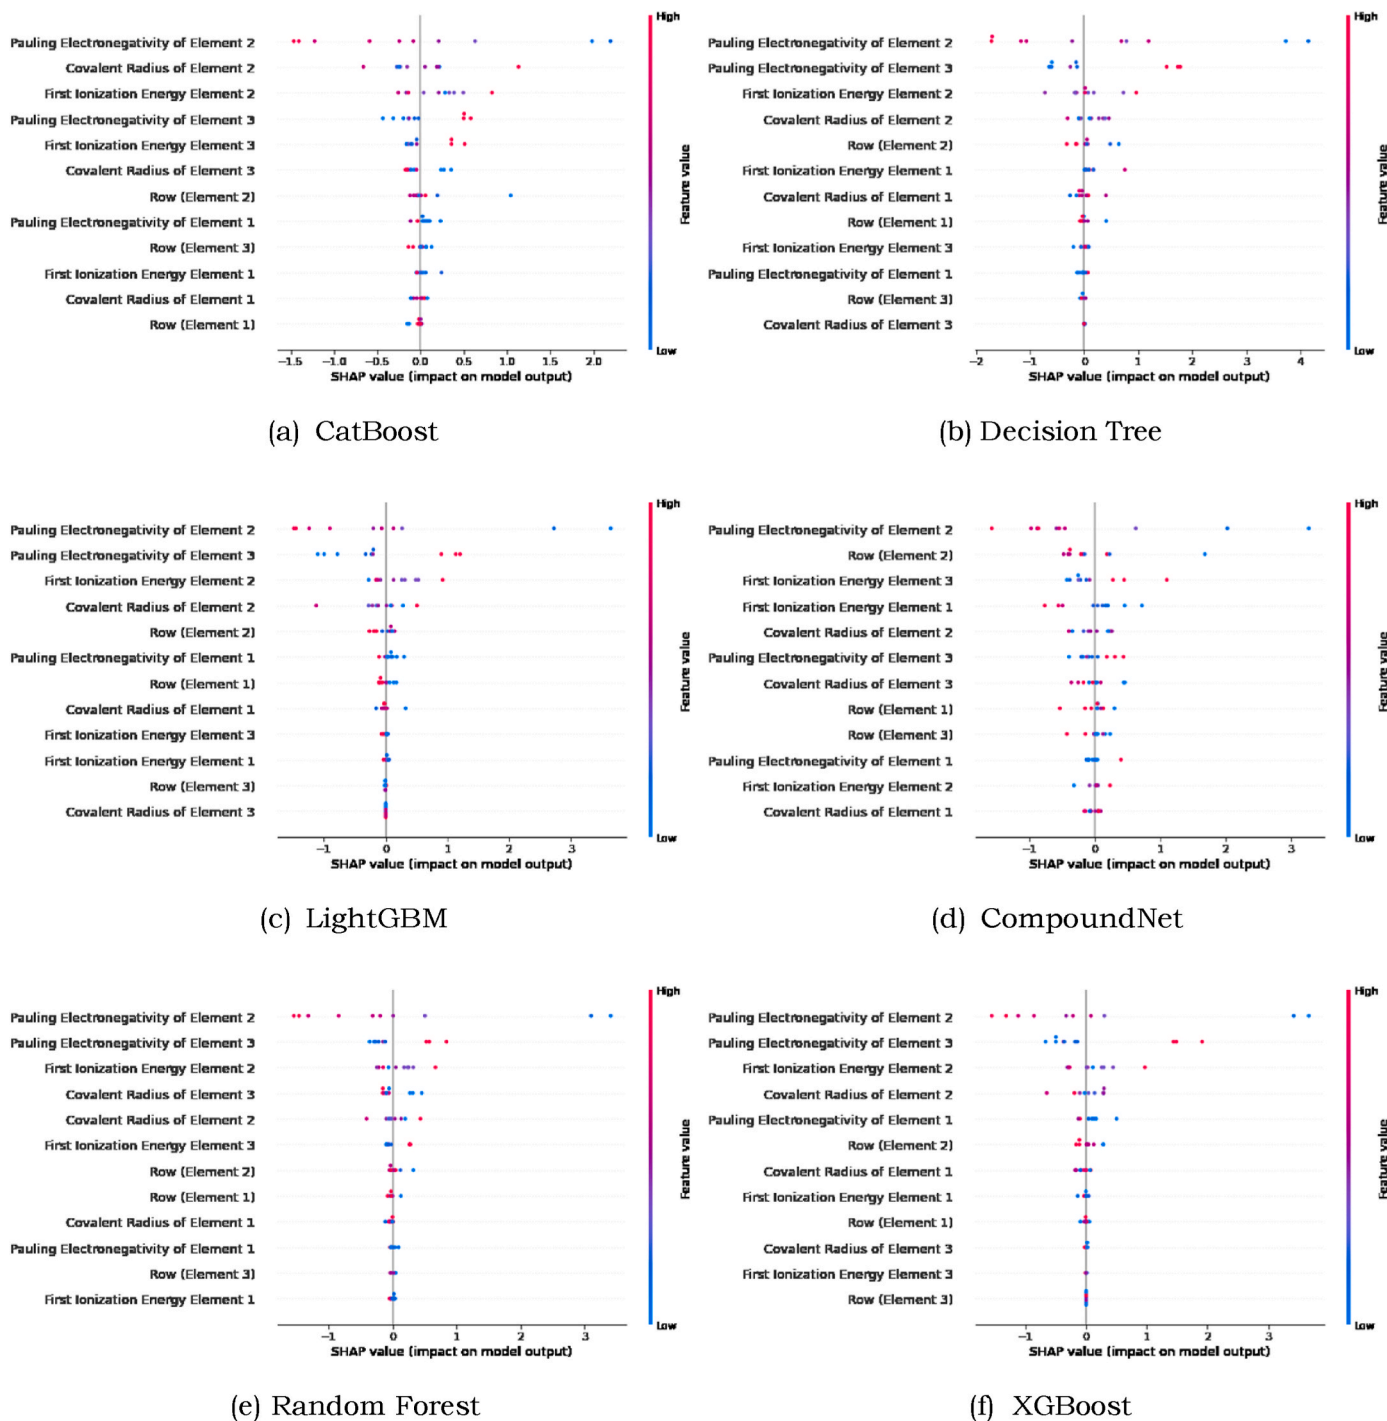 High
Pauling Electronegativity of Element 2
Covalent Radius of Element 2
First Ionization Energy Element 2
Pauling Electronegativity of Element 3
First Ionization Energy Element 3
Covalent Radius of Element 3
Row (Element 2)
Pauling Electronegativity of Element 1
Row (Element 3)
First Ionization Energy Element 1
Covalent Radius of Element 1
Row (Element 1)
Feature value
Low
−1.5 −1.0 −0.5 0.0 0.5 1.0 1.5 2.0
SHAP value (impact on model output)
(a) CatBoost
High
Pauling Electronegativity of Element 2
Pauling Electronegativity of Element 3
First Ionization Energy Element 2
Covalent Radius of Element 2
Row (Element 2)
First Ionization Energy Element 1
Covalent Radius of Element 1
Row (Element 1)
First Ionization Energy Element 3
Pauling Electronegativity of Element 1
Row (Element 3)
Covalent Radius of Element 3
Feature value
Low
−2 −1 0 1 2 3 4
SHAP value (impact on model output)
(b) Decision Tree
High
Pauling Electronegativity of Element 2
Pauling Electronegativity of Element 3
First Ionization Energy Element 2
Covalent Radius of Element 2
Row (Element 2)
Pauling Electronegativity of Element 1
Row (Element 1)
Covalent Radius of Element 1
First Ionization Energy Element 3
First Ionization Energy Element 1
Row (Element 3)
Covalent Radius of Element 3
Feature value
Low
−1 0 1 2 3
SHAP value (impact on model output)
(c) LightGBM
High
Pauling Electronegativity of Element 2
Row (Element 2)
First Ionization Energy Element 3
First Ionization Energy Element 1
Covalent Radius of Element 2
Pauling Electronegativity of Element 3
Covalent Radius of Element 3
Row (Element 1)
Row (Element 3)
Pauling Electronegativity of Element 1
First Ionization Energy Element 2
Covalent Radius of Element 1
Feature value
Low
−1 0 1 2 3
SHAP value (impact on model output)
(d) CompoundNet
High
Pauling Electronegativity of Element 2
Pauling Electronegativity of Element 3
First Ionization Energy Element 2
Covalent Radius of Element 3
Covalent Radius of Element 2
First Ionization Energy Element 3
Row (Element 2)
Row (Element 1)
Covalent Radius of Element 1
Pauling Electronegativity of Element 1
Row (Element 3)
First Ionization Energy Element 1
Feature value
Low
−1 0 1 2 3
SHAP value (impact on model output)
(e) Random Forest
High
Pauling Electronegativity of Element 2
Pauling Electronegativity of Element 3
First Ionization Energy Element 2
Covalent Radius of Element 2
Pauling Electronegativity of Element 1
Row (Element 2)
Covalent Radius of Element 1
First Ionization Energy Element 1
Row (Element 1)
Covalent Radius of Element 3
First Ionization Energy Element 3
Row (Element 3)
Feature value
Low
−1 0 1 2 3
SHAP value (impact on model output)
(f) XGBoost